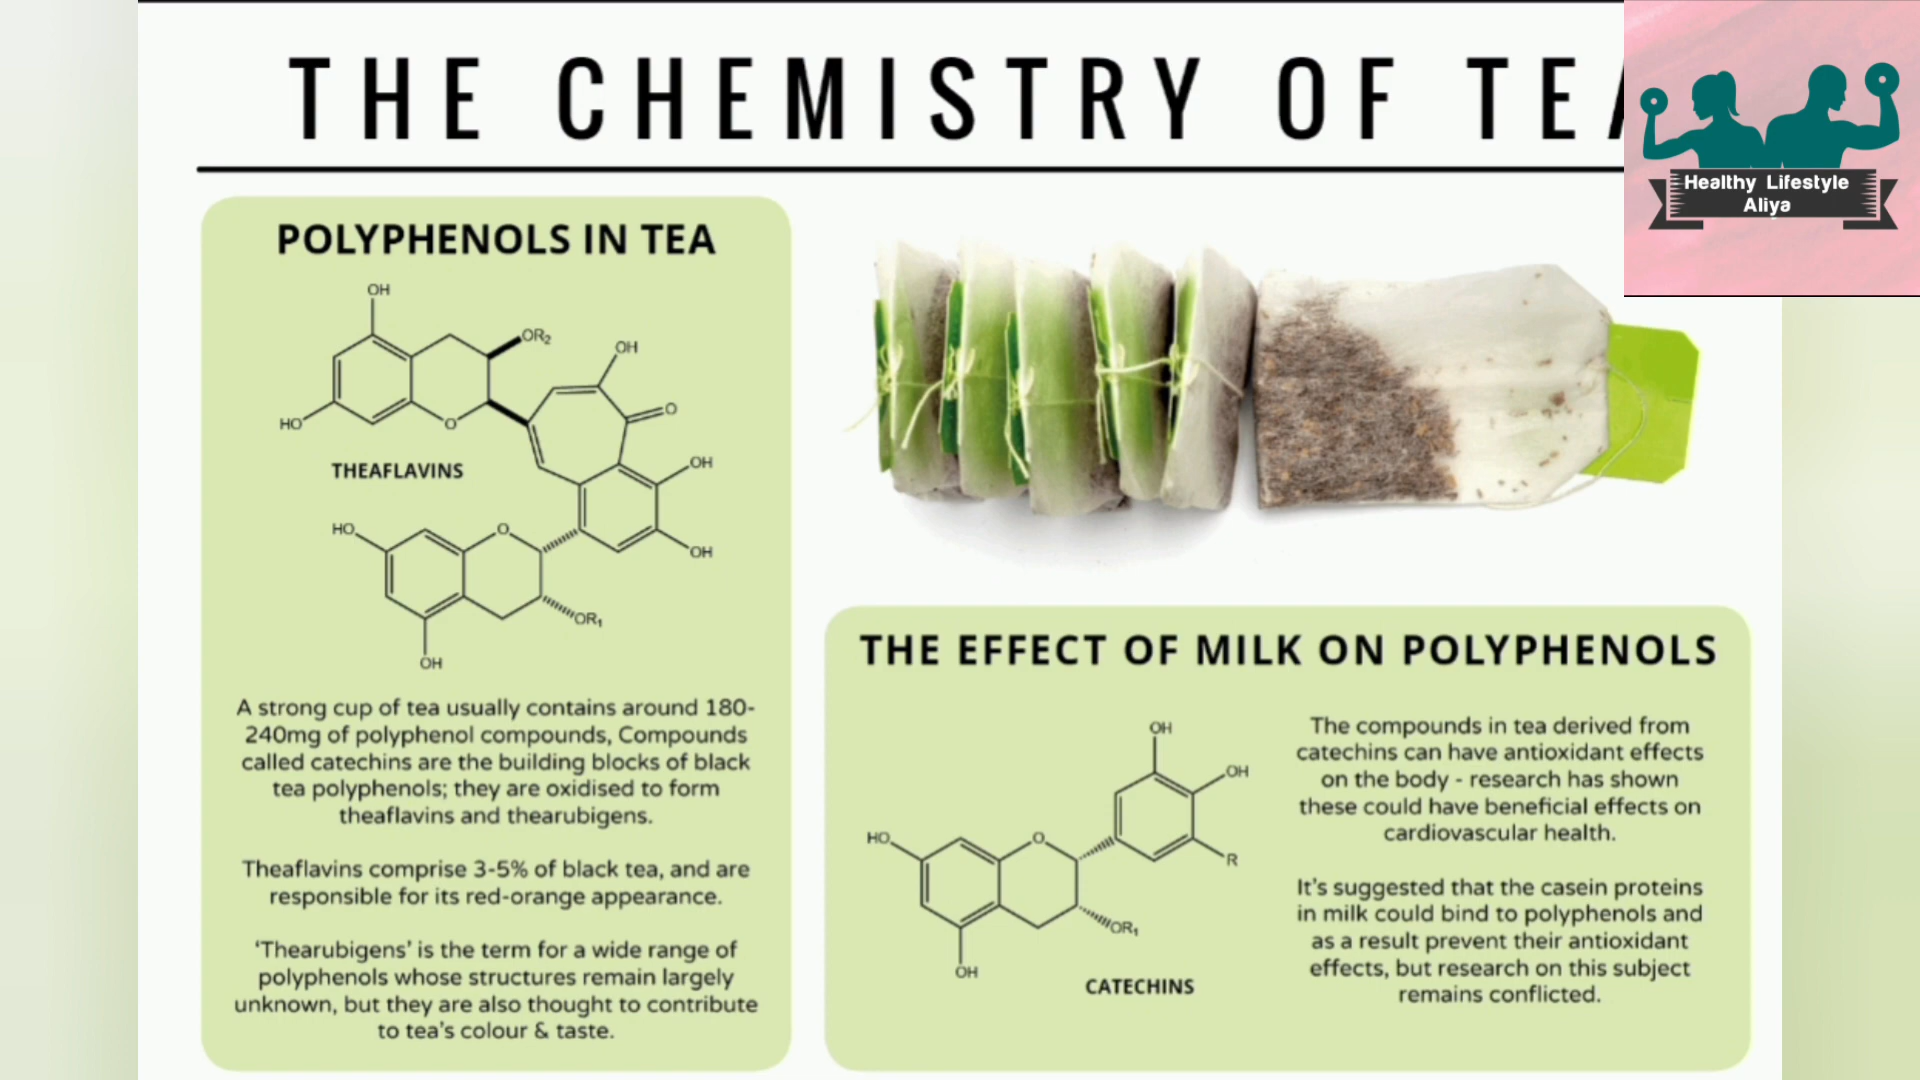 THE CHEMISTRY OF TEA
Healthy Lifestyle
Aliya
POLYPHENOLS IN TEA
OH
OR2
OH
O
HO
O
THEAFLAVINS
OH
HO
O
OH
OR1
OH
A strong cup of tea usually contains around 180-
240mg of polyphenol compounds, Compounds
called catechins are the building blocks of black
tea polyphenols; they are oxidised to form
theaflavins and thearubigens.
Theaflavins comprise 3-5% of black tea, and are
responsible for its red-orange appearance.
‘Thearubigens’ is the term for a wide range of
polyphenols whose structures remain largely
unknown, but they are also thought to contribute
to tea’s colour & taste.
THE EFFECT OF MILK ON POLYPHENOLS
OH
OH
HO
O
R
OR1
OH
CATECHINS
The compounds in tea derived from
catechins can have antioxidant effects
on the body - research has shown
these could have beneficial effects on
cardiovascular health.
It’s suggested that the casein proteins
in milk could bind to polyphenols and
as a result prevent their antioxidant
effects, but research on this subject
remains conflicted.